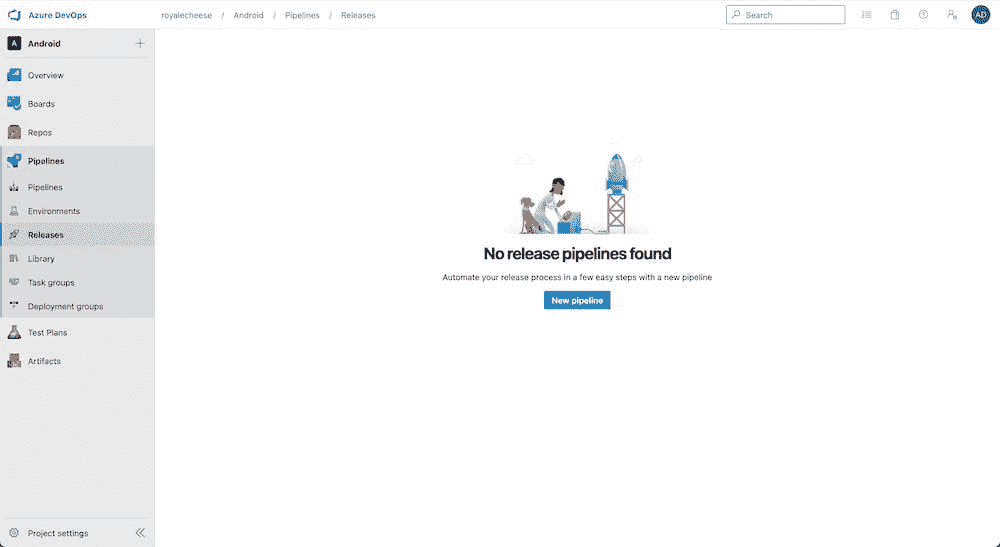 Azure DevOps
royalecheese / Android / Pipelines / Releases
Search
AD
A Android
Overview
Boards
Repos
Pipelines
Pipelines
Environments
Releases
Library
Task groups
Deployment groups
Test Plans
Artifacts
No release pipelines found
Automate your release process in a few easy steps with a new pipeline
New pipeline
Project settings